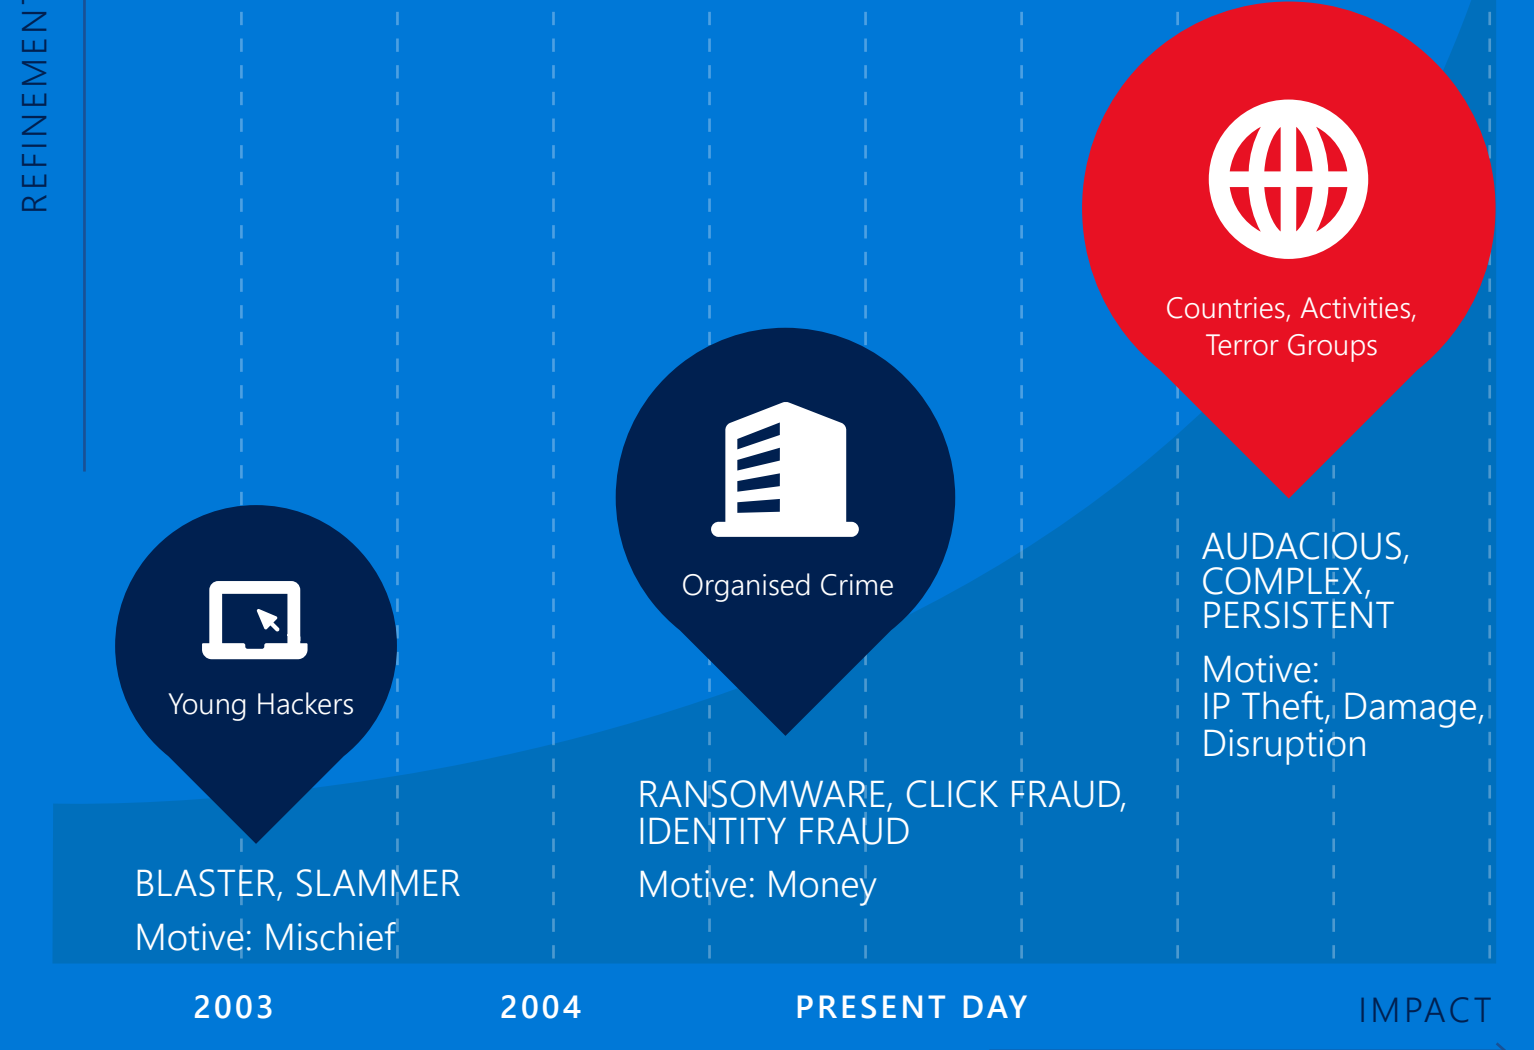 REFINEMENT
Countries, Activities,
Terror Groups
Organised Crime
Young Hackers
AUDACIOUS,
COMPLEX,
PERSISTENT
Motive:
IP Theft, Damage,
Disruption
RANSOMWARE, CLICK FRAUD,
IDENTITY FRAUD
Motive: Money
BLASTER, SLAMMER
Motive: Mischief
2003
2004
PRESENT DAY
IMPACT